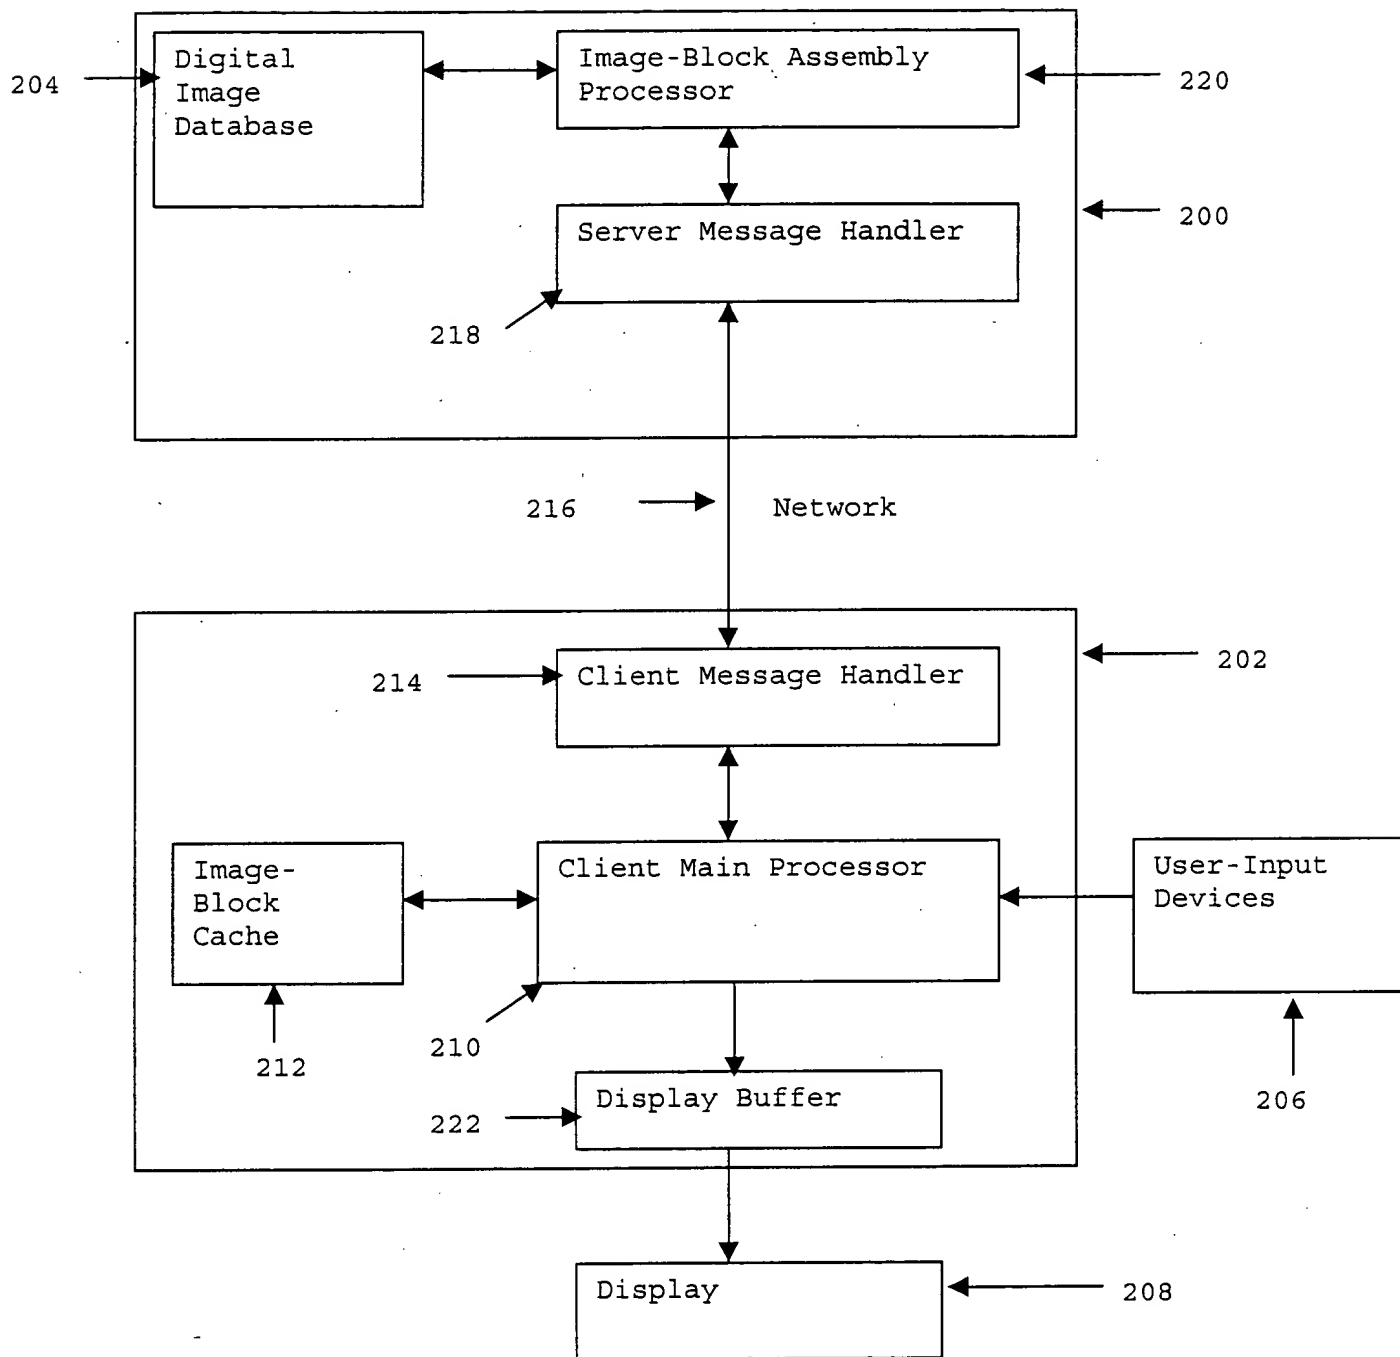 Digital
Image
Database
Image-Block Assembly
Processor
204
220
Server Message Handler
200
218
216
Network
Client Message Handler
202
214
Image-
Block
Cache
Client Main Processor
User-Input
Devices
210
212
Display Buffer
222
206
Display
208